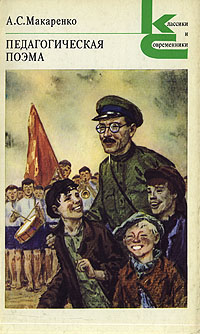 А.С.Макаренко
ПЕДАГОГИЧЕСКАЯ
ПОЭМА
Классики
и
Современники